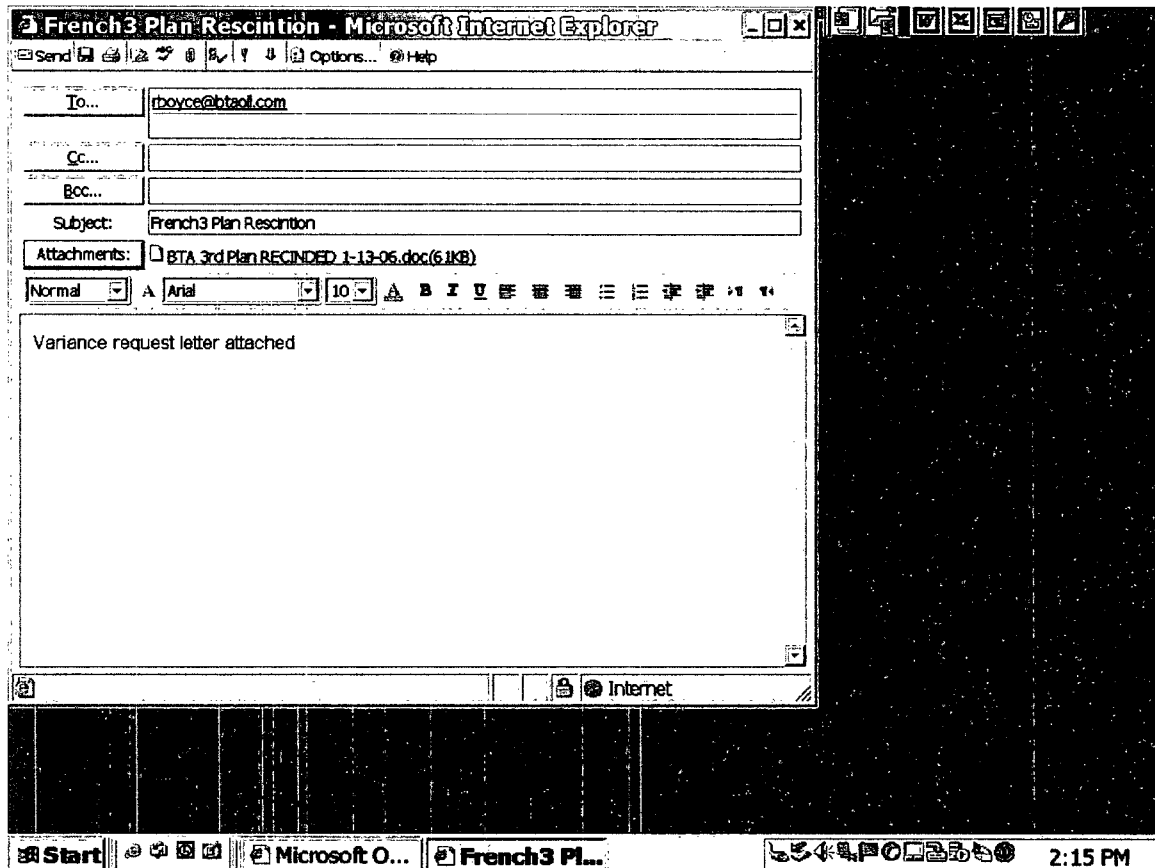 French3 Plan Rescintion - Microsoft Internet Explorer
Send Options... Help
To... rboyce@btaoil.com
Cc...
Bcc...
Subject: French3 Plan Rescintion
Attachments: BTA 3rd Plan RECINDED 1-13-06.doc(61KB)
Normal A Arial 10 A B I U
Variance request letter attached
Internet
Start Microsoft O... French3 Pl... 2:15 PM